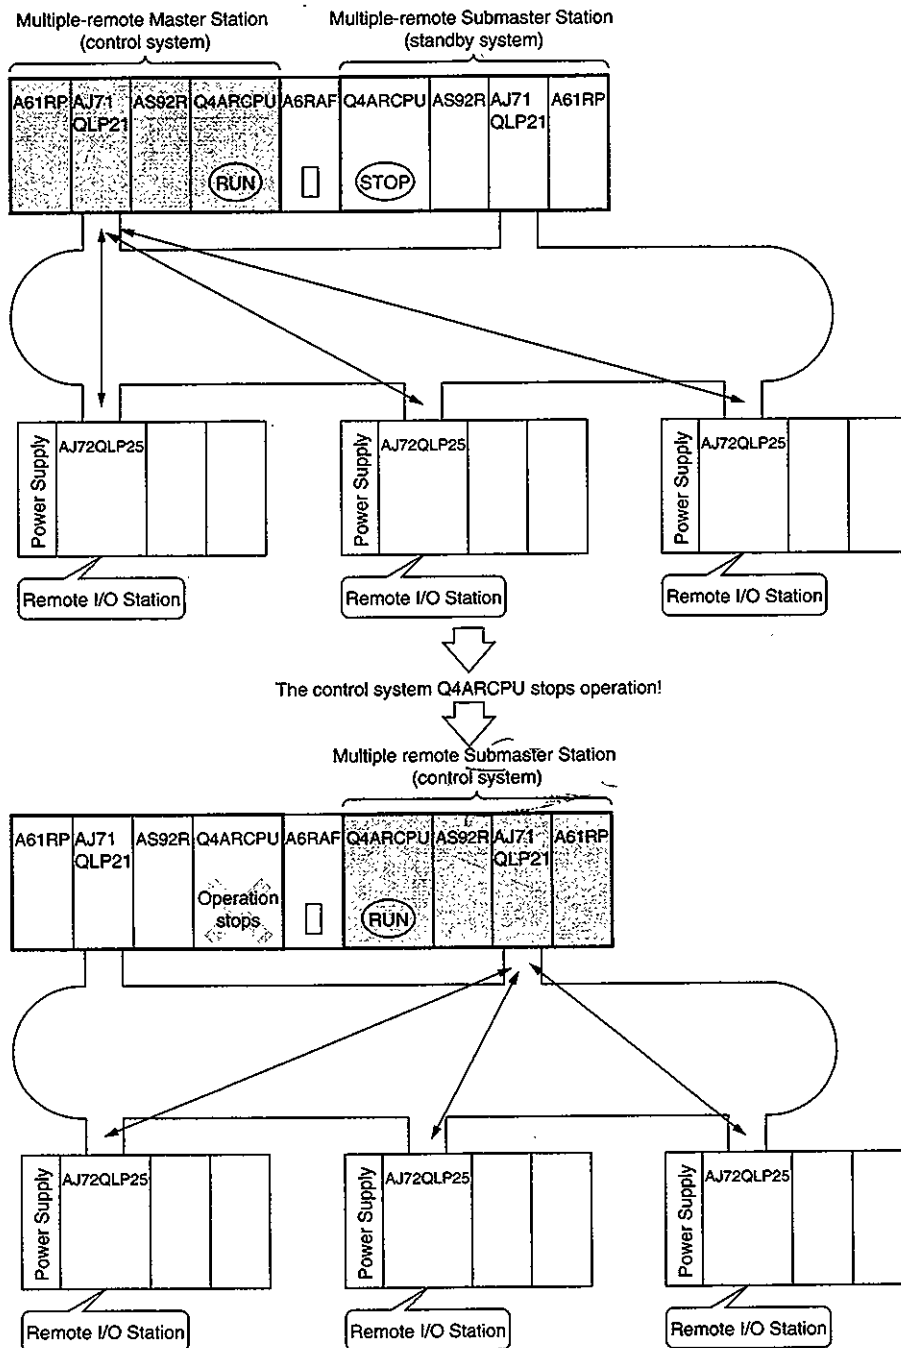 Multiple-remote Master Station
(control system)
Multiple-remote Submaster Station
(standby system)
A61RP
AJ71
QLP21
AS92R
Q4ARCPU
A6RAF
Q4ARCPU
AS92R
AJ71
QLP21
A61RP
RUN
STOP
Power Supply
AJ72QLP25
Power Supply
AJ72QLP25
Power Supply
AJ72QLP25
Remote I/O Station
Remote I/O Station
Remote I/O Station
The control system Q4ARCPU stops operation!
Multiple remote Submaster Station
(control system)
A61RP
AJ71
QLP21
AS92R
Q4ARCPU
A6RAF
Q4ARCPU
AS92R
AJ71
QLP21
A61RP
Operation
stops
RUN
Power Supply
AJ72QLP25
Power Supply
AJ72QLP25
Power Supply
AJ72QLP25
Remote I/O Station
Remote I/O Station
Remote I/O Station